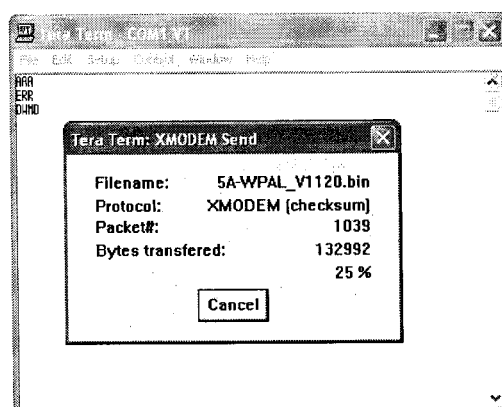 Tera Term - COM1 VT
File Edit Setup Control Window Help
AAA
ERR
DWMD
Tera Term: XMODEM Send
Filename: 5A-WPAL_V1120.bin
Protocol: XMODEM (checksum)
Packet#: 1039
Bytes transfered: 132992
25 %
Cancel